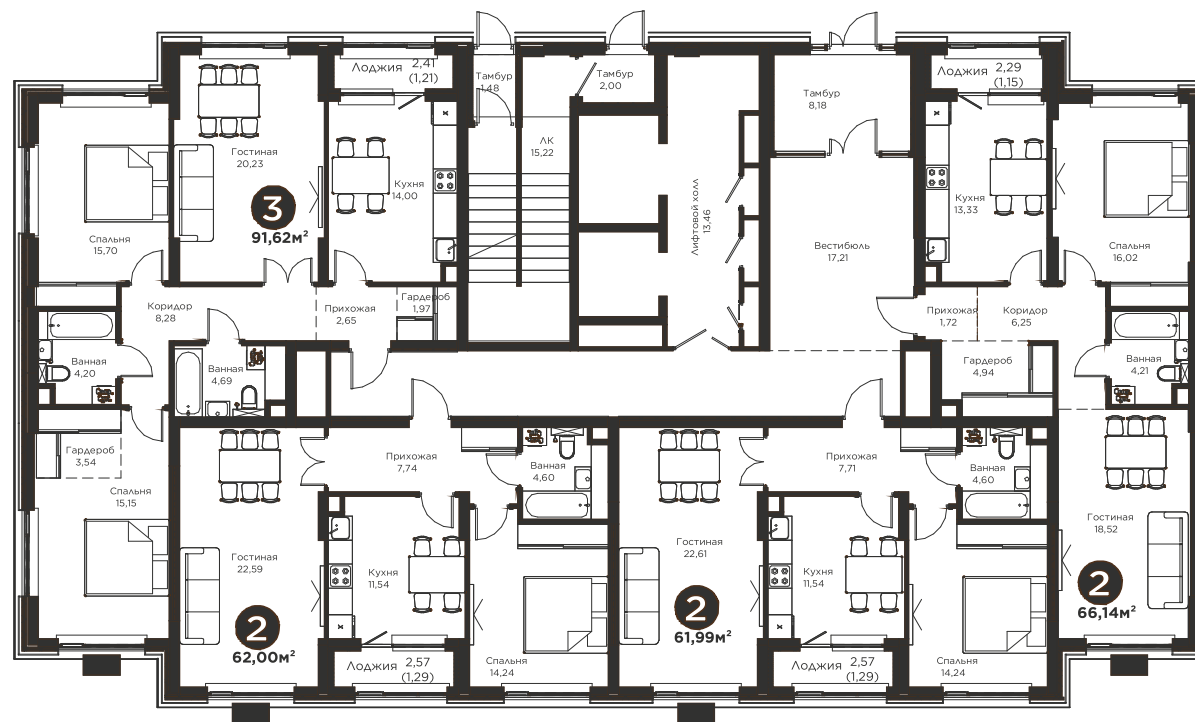 Лоджия 2,41
(1,21)
Тамбур
1,48
Тамбур
2,00
Тамбур
8,18
Лоджия 2,29
(1,15)
Гостиная
20,23
3
91,62м²
Кухня
14,00
ЛК
15,22
Лифтовой холл
13,46
Вестибюль
17,21
Кухня
13,33
Спальня
16,02
Спальня
15,70
Коридор
8,28
Прихожая
2,65
Гардероб
1,97
Прихожая
1,72
Коридор
6,25
Ванная
4,20
Ванная
4,69
Гардероб
4,94
Ванная
4,21
Гардероб
3,54
Спальня
15,15
Прихожая
7,74
Ванная
4,60
Прихожая
7,71
Ванная
4,60
Гостиная
22,59
2
62,00м²
Кухня
11,54
Гостиная
22,61
2
61,99м²
Кухня
11,54
Гостиная
18,52
2
66,14м²
Лоджия 2,57
(1,29)
Спальня
14,24
Лоджия 2,57
(1,29)
Спальня
14,24